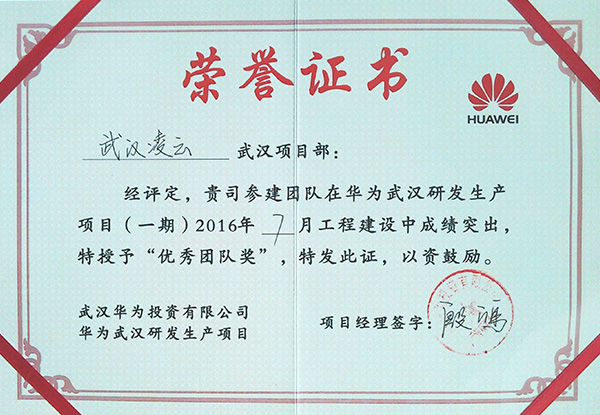 荣誉证书
HUAWEI
武汉凌云 武汉项目部：
经评定，贵司参建团队在华为武汉研发生产
项目（一期）2016年 7 月工程建设中成绩突出，
特授予“优秀团队奖”，特发此证，以资鼓励。
武汉华为投资有限公司
华为武汉研发生产项目
项目经理签字：